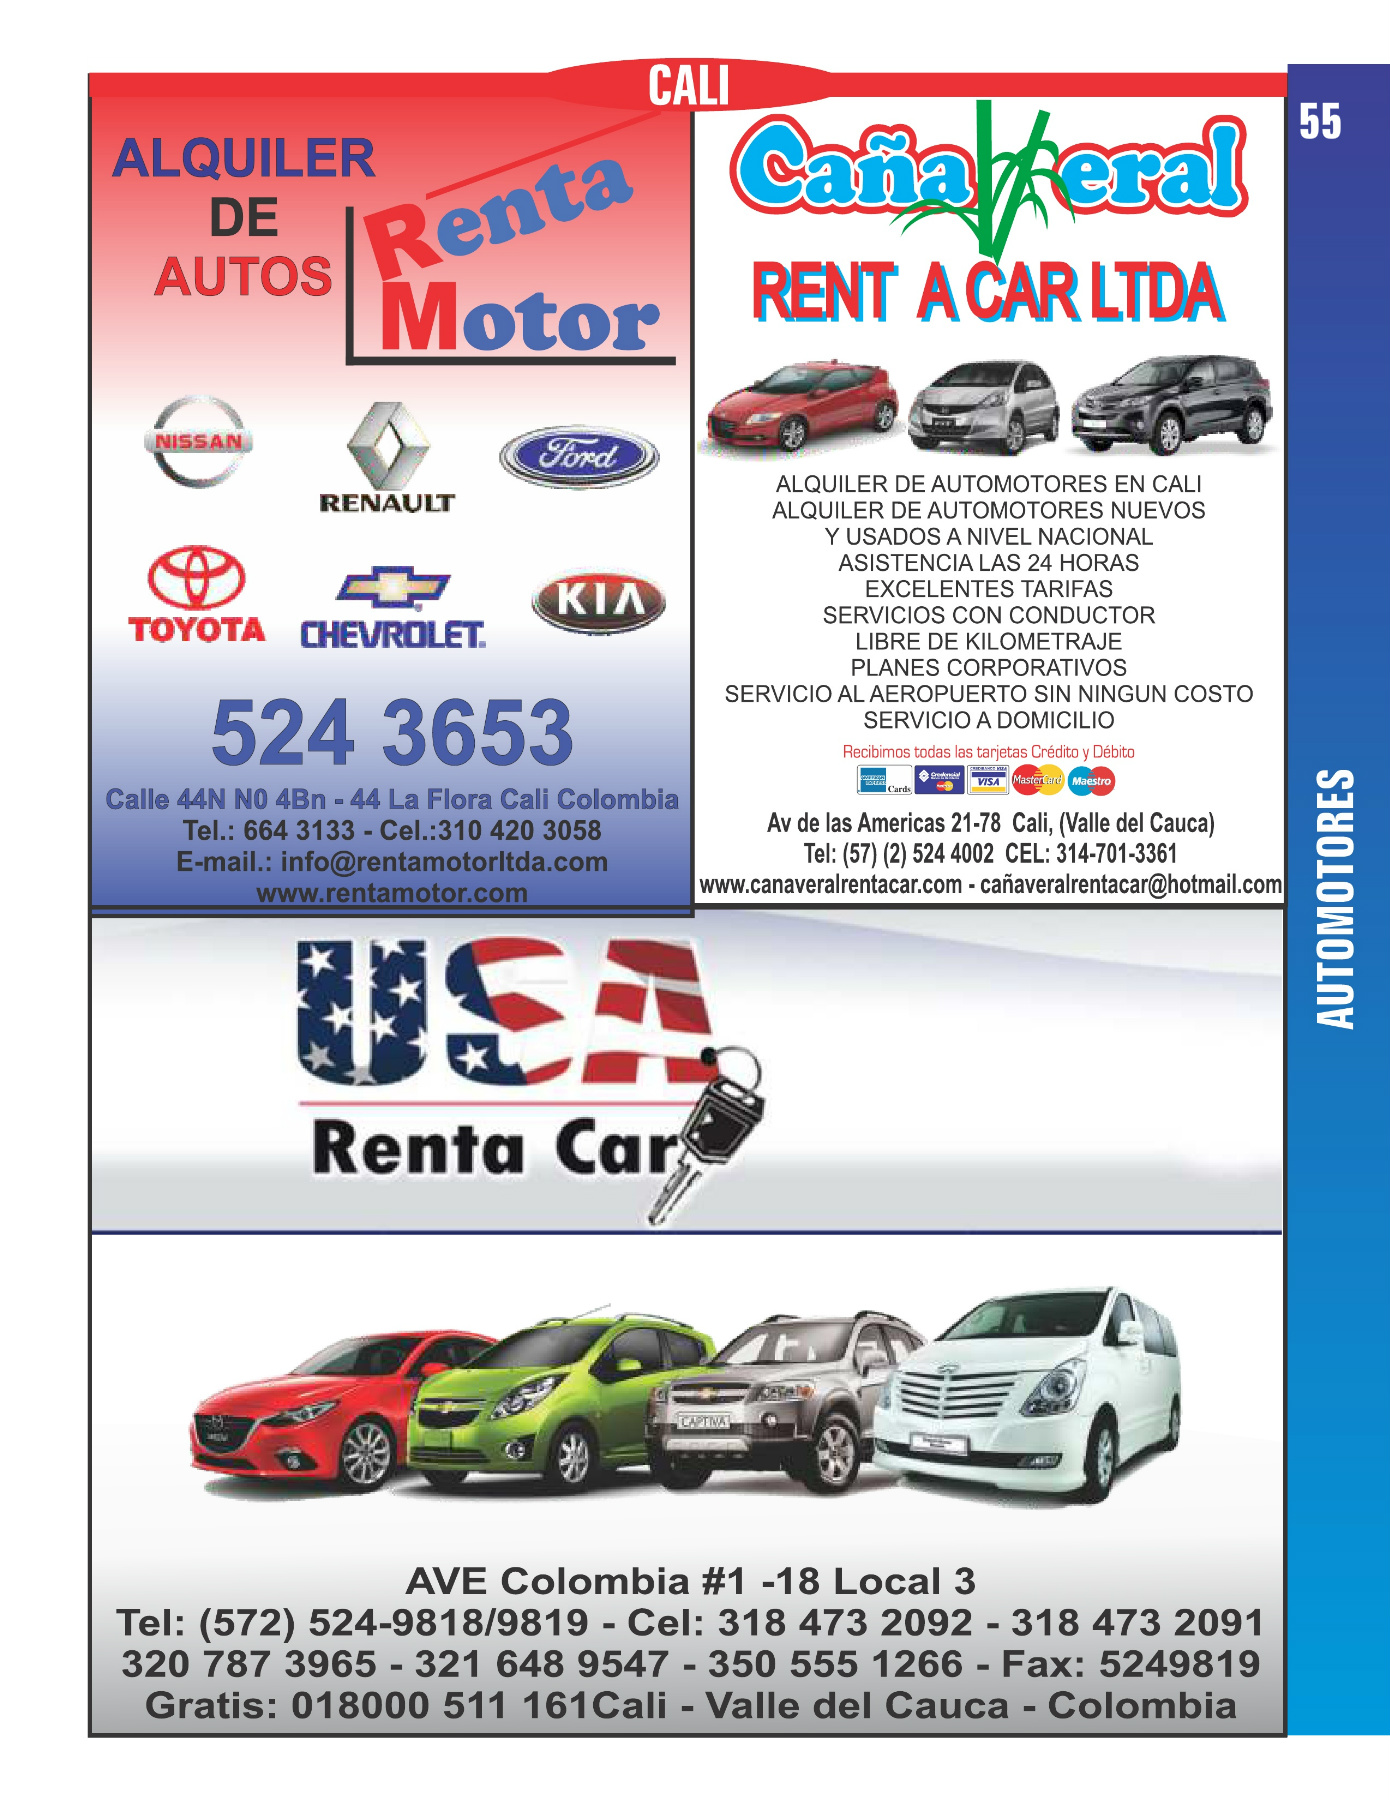 CALI
55
AUTOMOTORES
ALQUILER
DE
AUTOS
Renta
Motor
NISSAN
RENAULT
Ford
TOYOTA
CHEVROLET
KIA
524 3653
Calle 44N N0 4Bn - 44 La Flora Cali Colombia
Tel.: 664 3133 - Cel.:310 420 3058
E-mail.: info@rentamotorltda.com
www.rentamotor.com
Cañaveral
RENT A CAR LTDA
ALQUILER DE AUTOMOTORES EN CALI
ALQUILER DE AUTOMOTORES NUEVOS
Y USADOS A NIVEL NACIONAL
ASISTENCIA LAS 24 HORAS
EXCELENTES TARIFAS
SERVICIOS CON CONDUCTOR
LIBRE DE KILOMETRAJE
PLANES CORPORATIVOS
SERVICIO AL AEROPUERTO SIN NINGUN COSTO
SERVICIO A DOMICILIO
Recibimos todas las tarjetas Crédito y Débito
Cards Credencial VISA MasterCard Maestro
Av de las Americas 21-78 Cali, (Valle del Cauca)
Tel: (57) (2) 524 4002 CEL: 314-701-3361
www.canaveralrentacar.com - cañaveralrentacar@hotmail.com
USA
Renta Car
CAPTIVA
AVE Colombia #1 -18 Local 3
Tel: (572) 524-9818/9819 - Cel: 318 473 2092 - 318 473 2091
320 787 3965 - 321 648 9547 - 350 555 1266 - Fax: 5249819
Gratis: 018000 511 161Cali - Valle del Cauca - Colombia